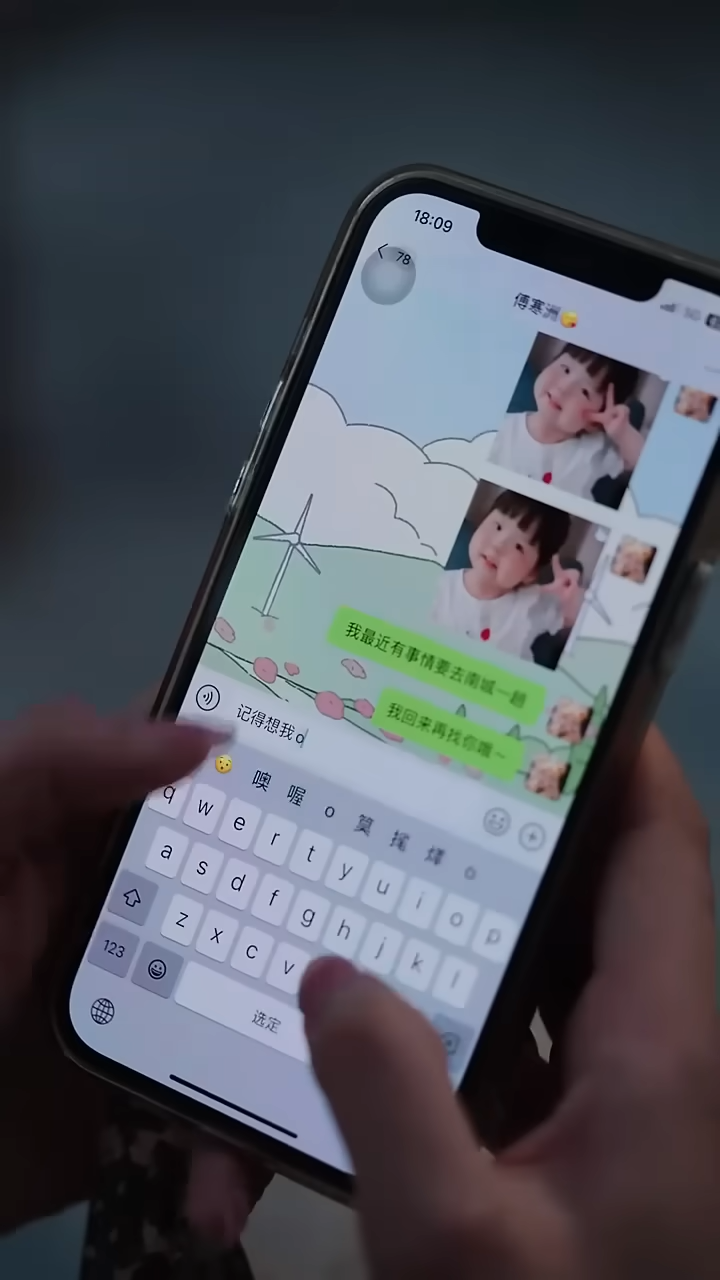 18:09
78
傅寒洲
我最近有事情要去南城一趟
我回来再找你哦～
记得想我o
噢 喔 o
q w e r t y u i o p
a s d f g h j k l
z x c v
123
选定